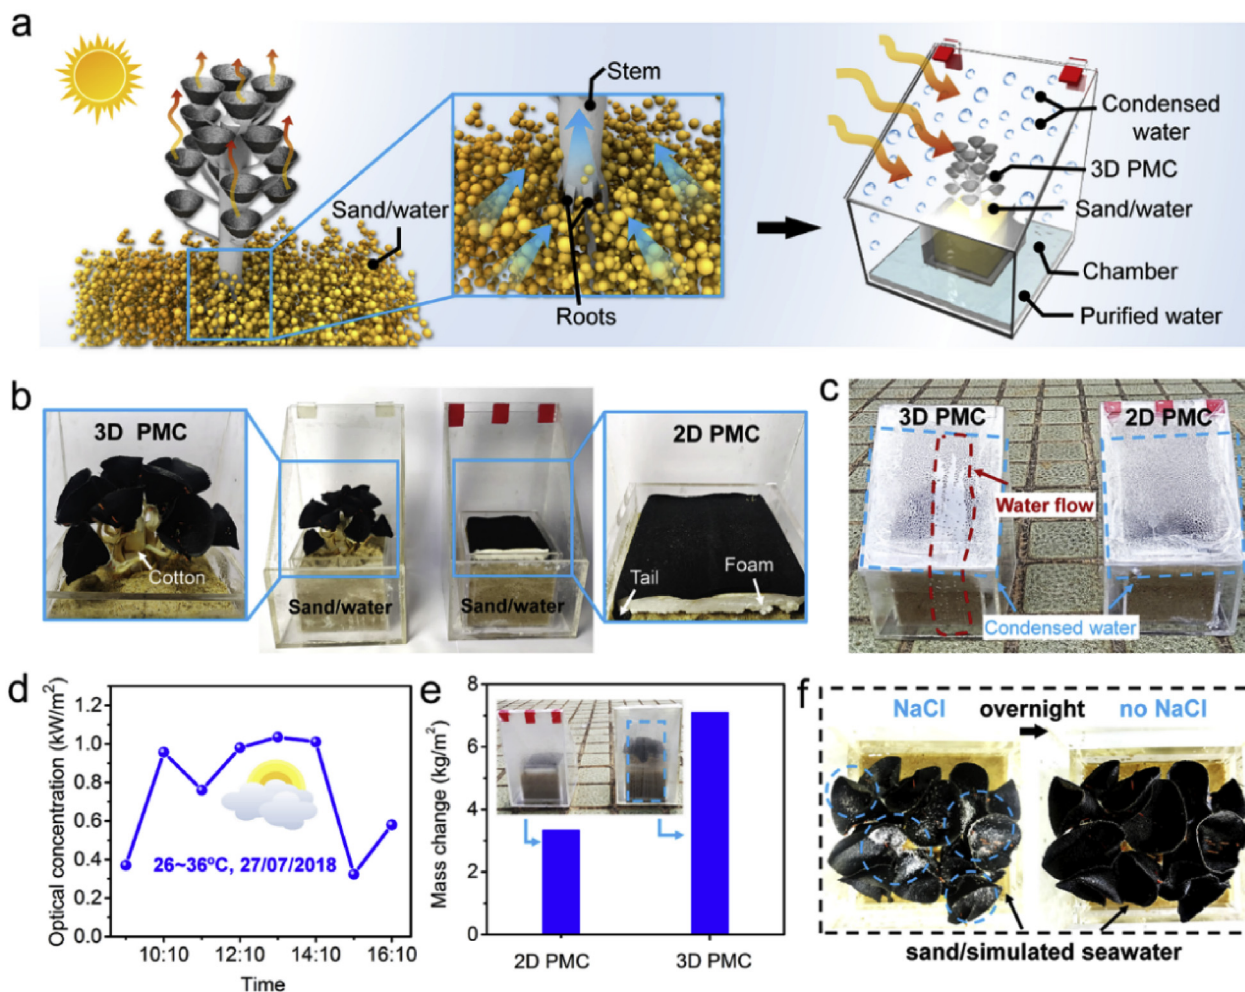 a
Stem
Sand/water
Roots
Condensed
water
3D PMC
Sand/water
Chamber
Purified water
b
3D PMC
Cotton
Sand/water
Sand/water
2D PMC
Tail
Foam
c
3D PMC
2D PMC
Water flow
Condensed water
d
Optical concentration (kW/m²)
1.2
1.0
0.8
0.6
0.4
0.2
0.0
26~36°C, 27/07/2018
10:10 12:10 14:10 16:10
Time
e
Mass change (kg/m²)
8
6
4
2
0
2D PMC 3D PMC
f
NaCl overnight no NaCl
sand/simulated seawater